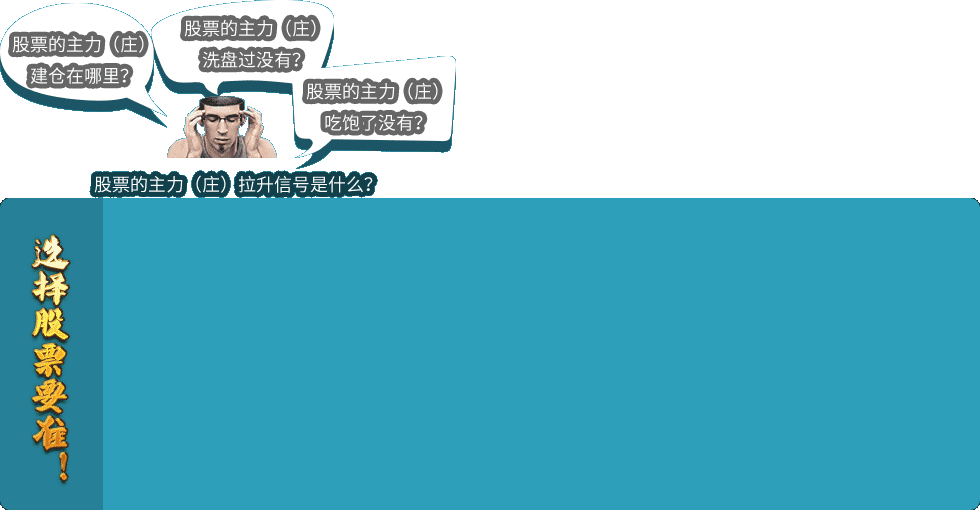 股票的主力（庄）
建仓在哪里？
股票的主力（庄）
洗盘过没有？
股票的主力（庄）
吃饱了没有？
股票的主力（庄）拉升信号是什么？
选择股票要准！